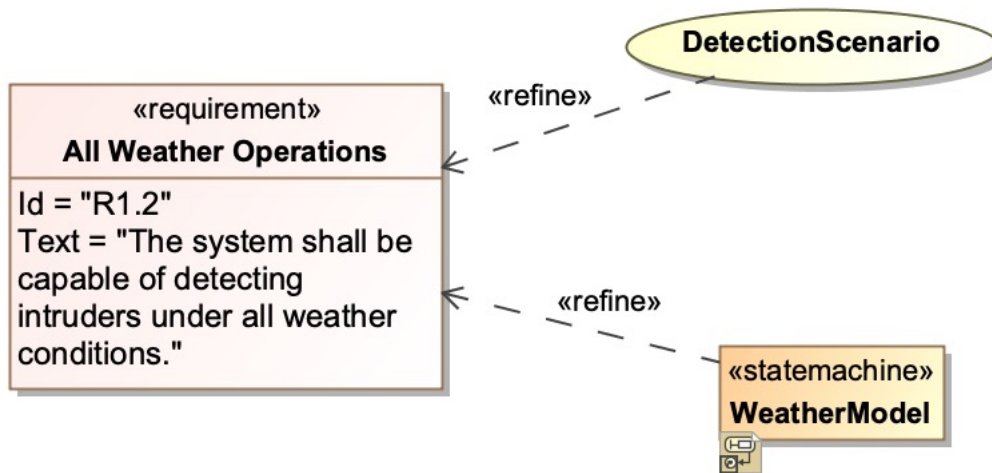 DetectionScenario
«refine»
«requirement»
All Weather Operations
Id = "R1.2"
Text = "The system shall be
capable of detecting
intruders under all weather
conditions."
«refine»
«statemachine»
WeatherModel